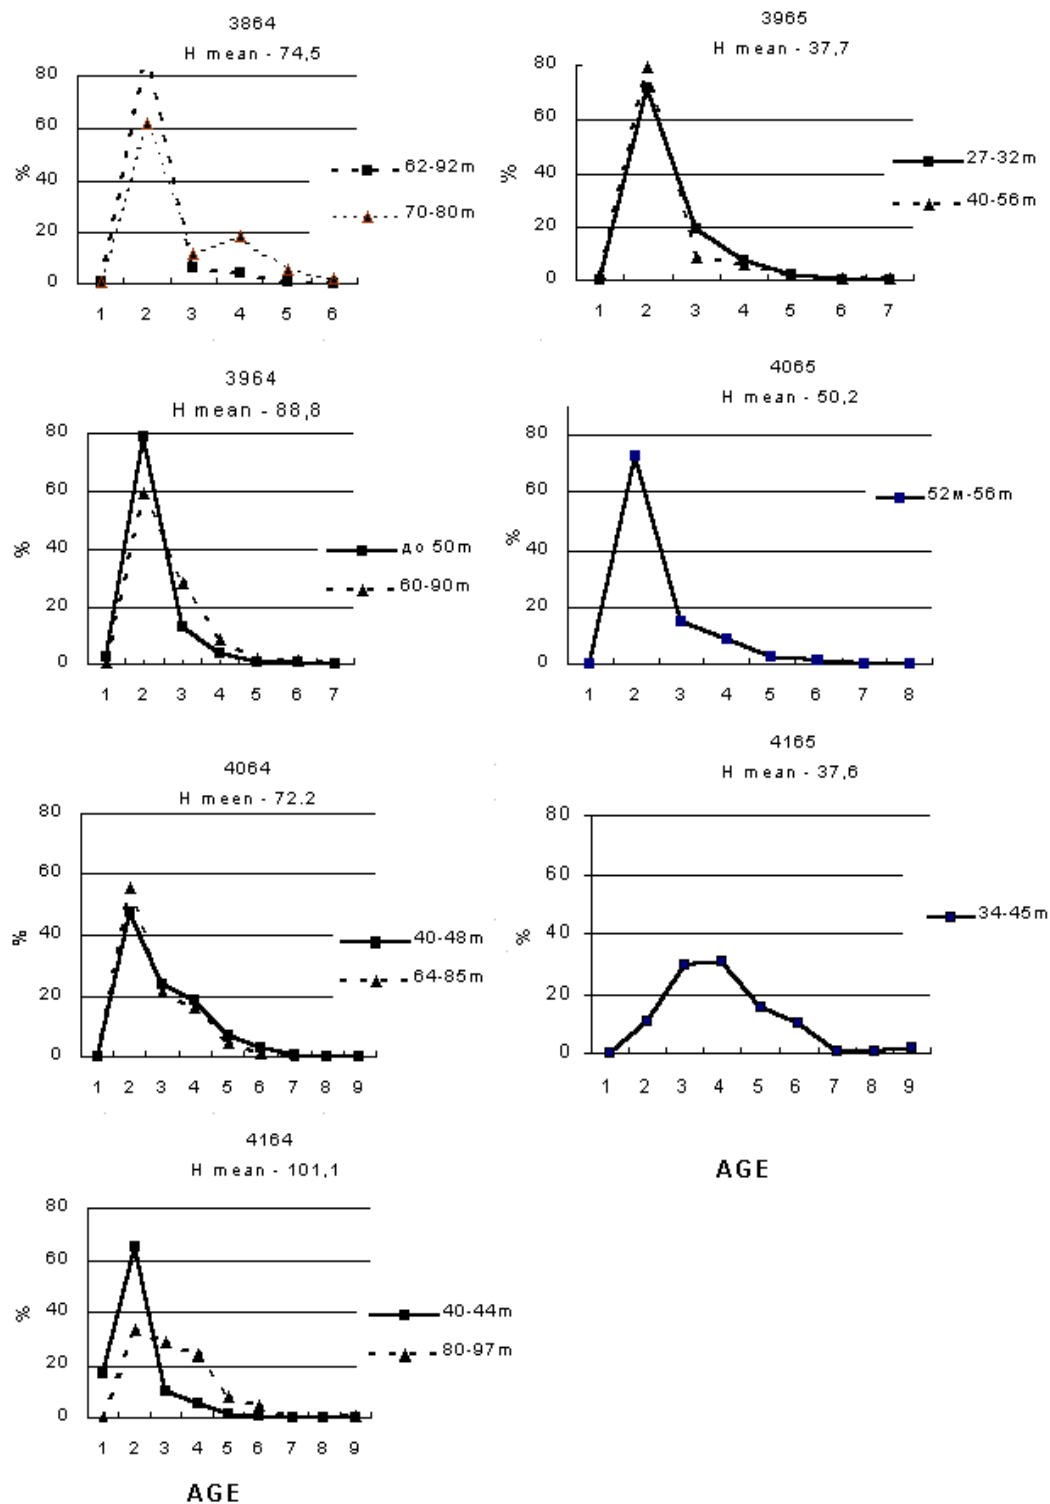 3864
H mean - 74,5
80
60
40
20
0
%
1 2 3 4 5 6
62-92m
70-80m
3965
H mean - 37,7
80
60
40
20
0
%
1 2 3 4 5 6 7
27-32m
40-56m
3964
H mean - 88,8
80
60
40
20
0
%
1 2 3 4 5 6 7
до 50m
60-90m
4065
H mean - 50,2
80
60
40
20
0
%
1 2 3 4 5 6 7 8
52м-56m
4064
H meen - 72.2
80
60
40
20
0
%
1 2 3 4 5 6 7 8 9
40-48m
64-85m
4165
H mean - 37,6
80
60
40
20
0
%
1 2 3 4 5 6 7 8 9
34-45m
AGE
4164
H mean - 101,1
80
60
40
20
0
%
1 2 3 4 5 6 7 8 9
40-44m
80-97m
AGE